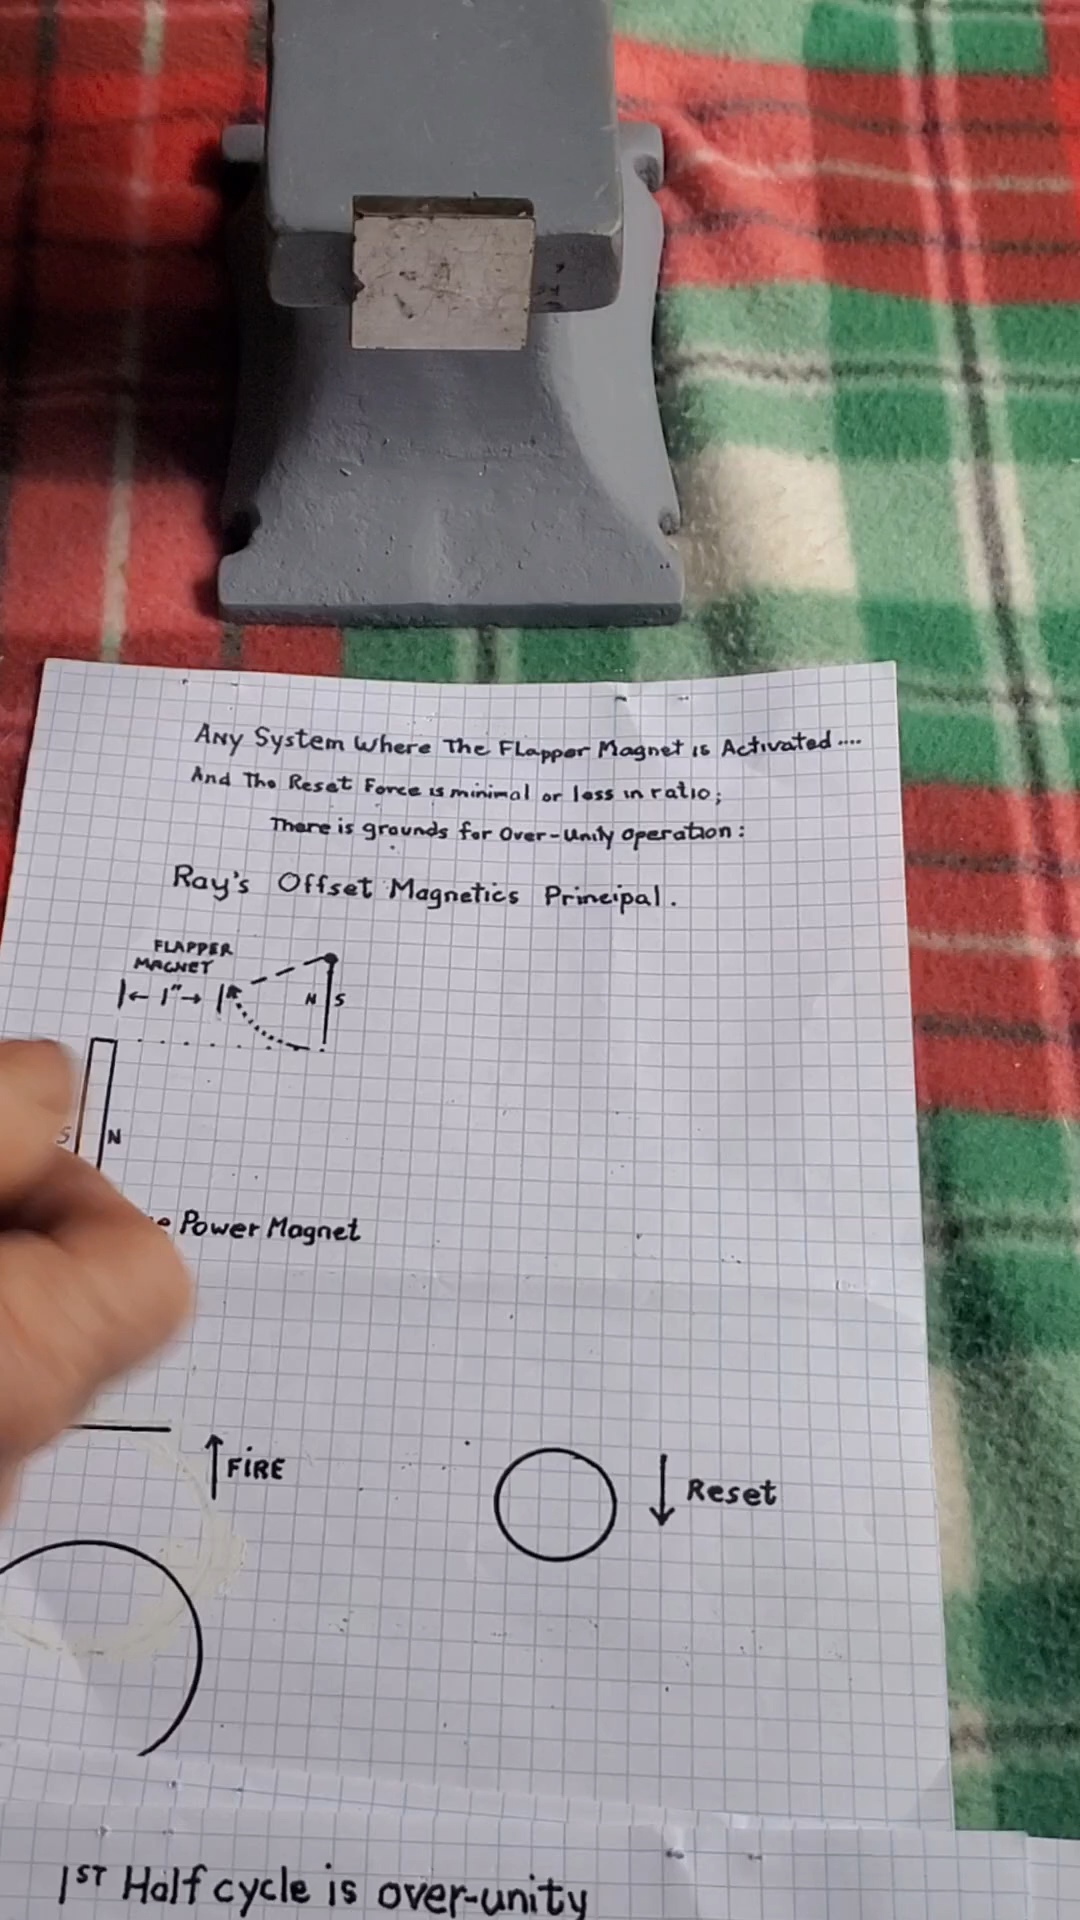 Any System Where The Flapper Magnet is Activated ....
And The Reset Force is minimal or less in ratio;
There is grounds for Over-Unity operation:
Ray's Offset Magnetics Principal.
FLAPPER
MAGNET
|← 1" → |
N S
S N
Power Magnet
↑ FIRE
↓ Reset
1ST Half cycle is over-unity